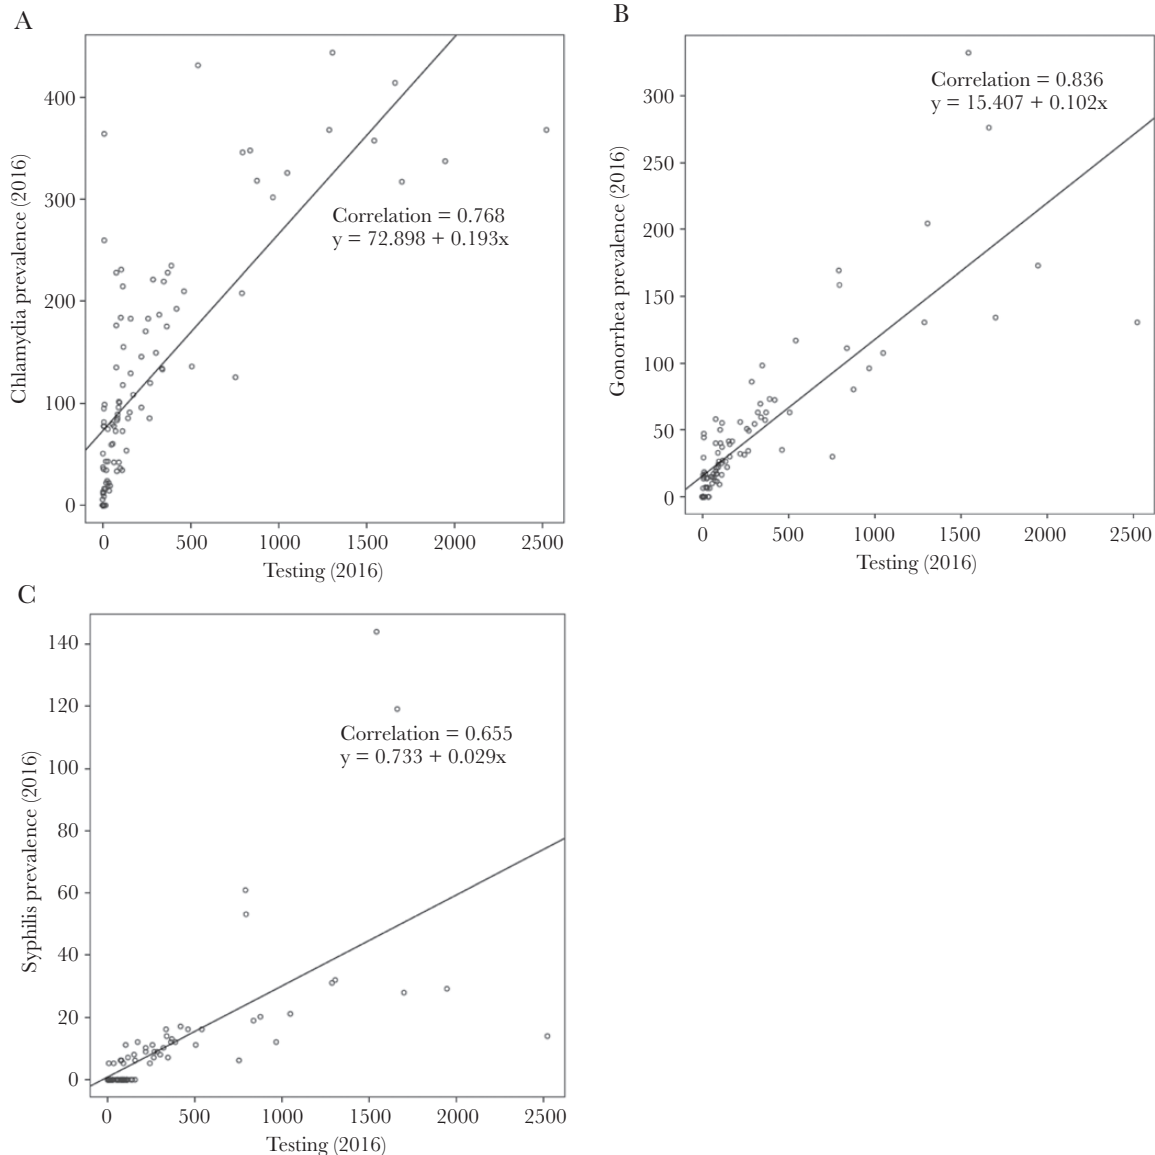 A
Chlamydia prevalence (2016)
400
300
200
100
0
Correlation = 0.768
y = 72.898 + 0.193x
0 500 1000 1500 2000 2500
Testing (2016)
B
Gonorrhea prevalence (2016)
300
250
200
150
100
50
0
Correlation = 0.836
y = 15.407 + 0.102x
0 500 1000 1500 2000 2500
Testing (2016)
C
Syphilis prevalence (2016)
140
120
100
80
60
40
20
0
Correlation = 0.655
y = 0.733 + 0.029x
0 500 1000 1500 2000 2500
Testing (2016)